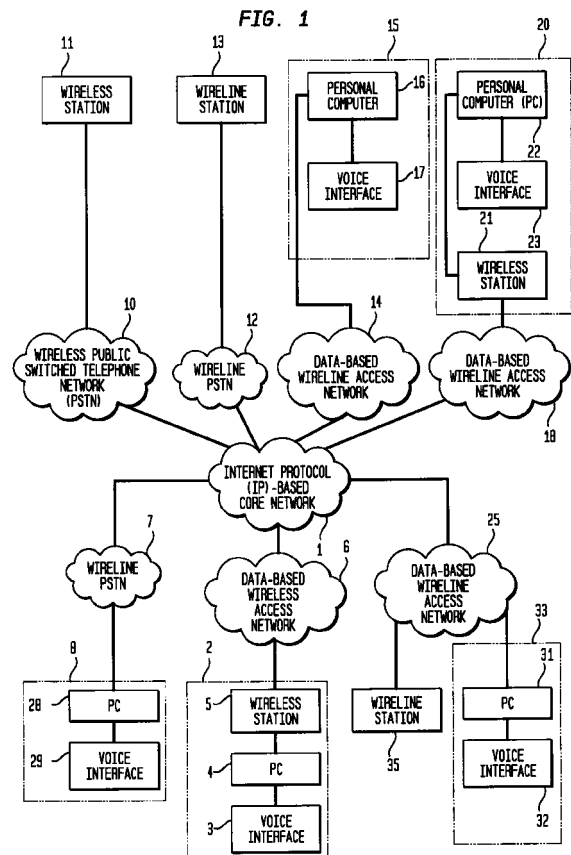 FIG. 1
11
13
15
20
WIRELESS
STATION
WIRELINE
STATION
PERSONAL
COMPUTER
16
PERSONAL
COMPUTER (PC)
22
VOICE
INTERFACE
17
VOICE
INTERFACE
23
21
WIRELESS
STATION
10
WIRELESS PUBLIC
SWITCHED TELEPHONE
NETWORK
(PSTN)
12
WIRELINE
PSTN
14
DATA-BASED
WIRELINE ACCESS
NETWORK
DATA-BASED
WIRELINE ACCESS
NETWORK
18
INTERNET PROTOCOL
(IP)-BASED
CORE NETWORK
1
7
WIRELINE
PSTN
6
DATA-BASED
WIRELESS
ACCESS
NETWORK
25
DATA-BASED
WIRELINE
ACCESS
NETWORK
8
28
PC
29
VOICE
INTERFACE
2
5
WIRELESS
STATION
4
PC
3
VOICE
INTERFACE
WIRELINE
STATION
35
33
31
PC
VOICE
INTERFACE
32